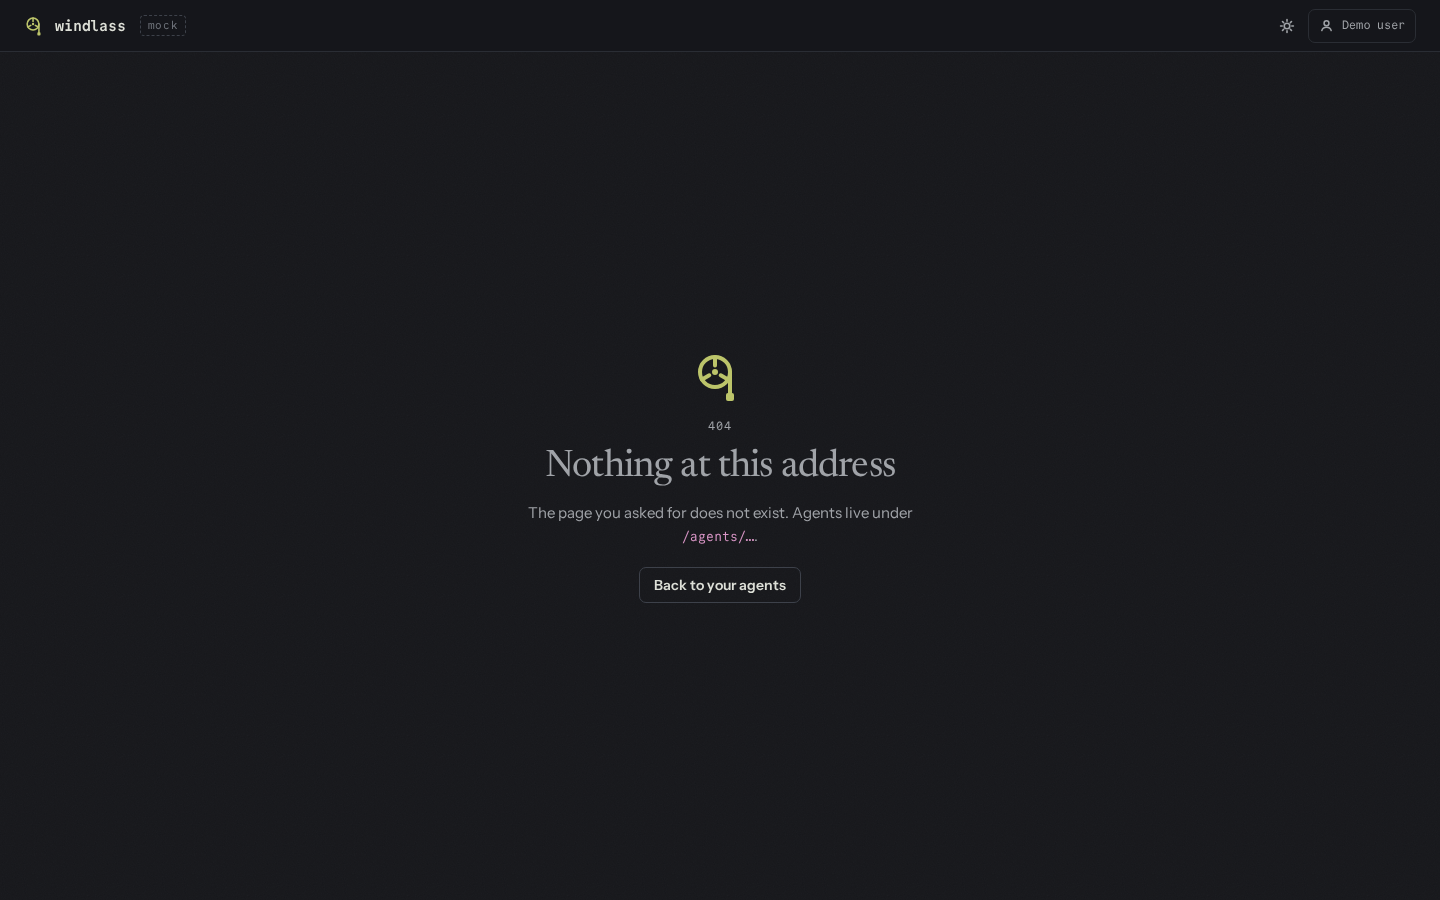 windlass
mock
Demo user
404
Nothing at this address
The page you asked for does not exist. Agents live under
/agents/….
Back to your agents